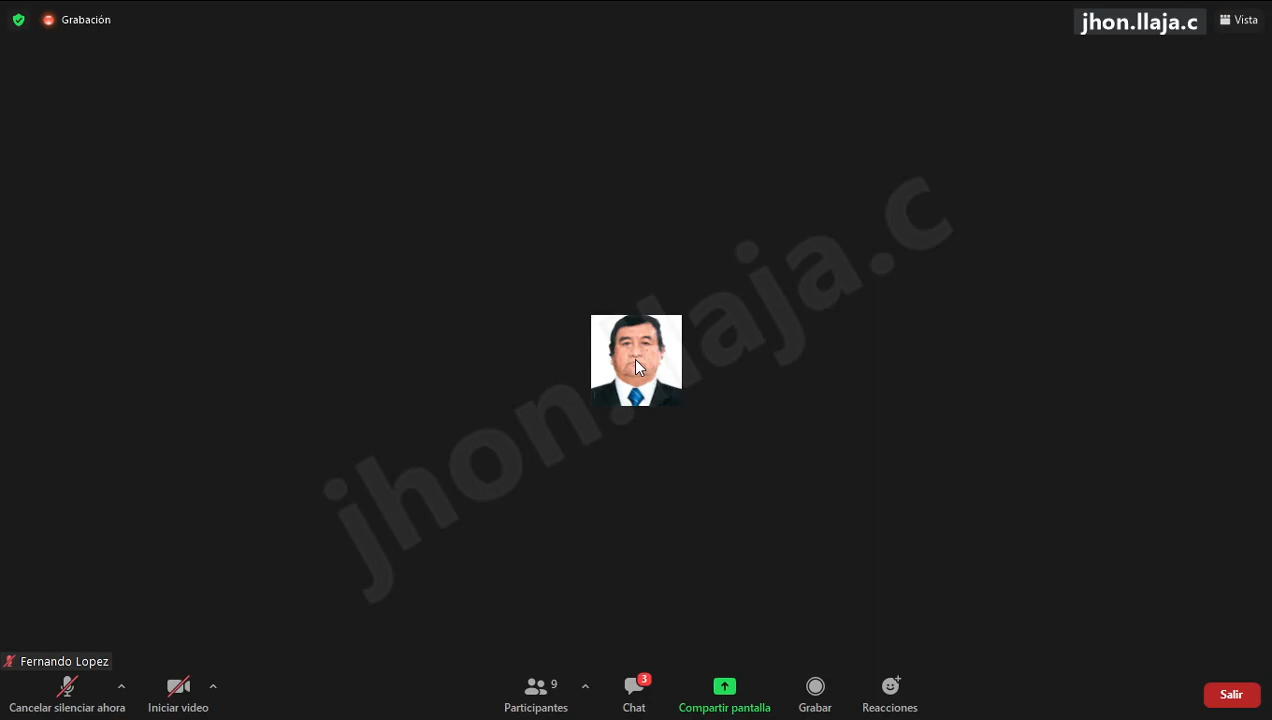 Grabación
jhon.llaja.c
Vista
jhon.llaja.c
Fernando Lopez
Cancelar silenciar ahora
Iniciar video
9
Participantes
3
Chat
Compartir pantalla
Grabar
Reacciones
Salir